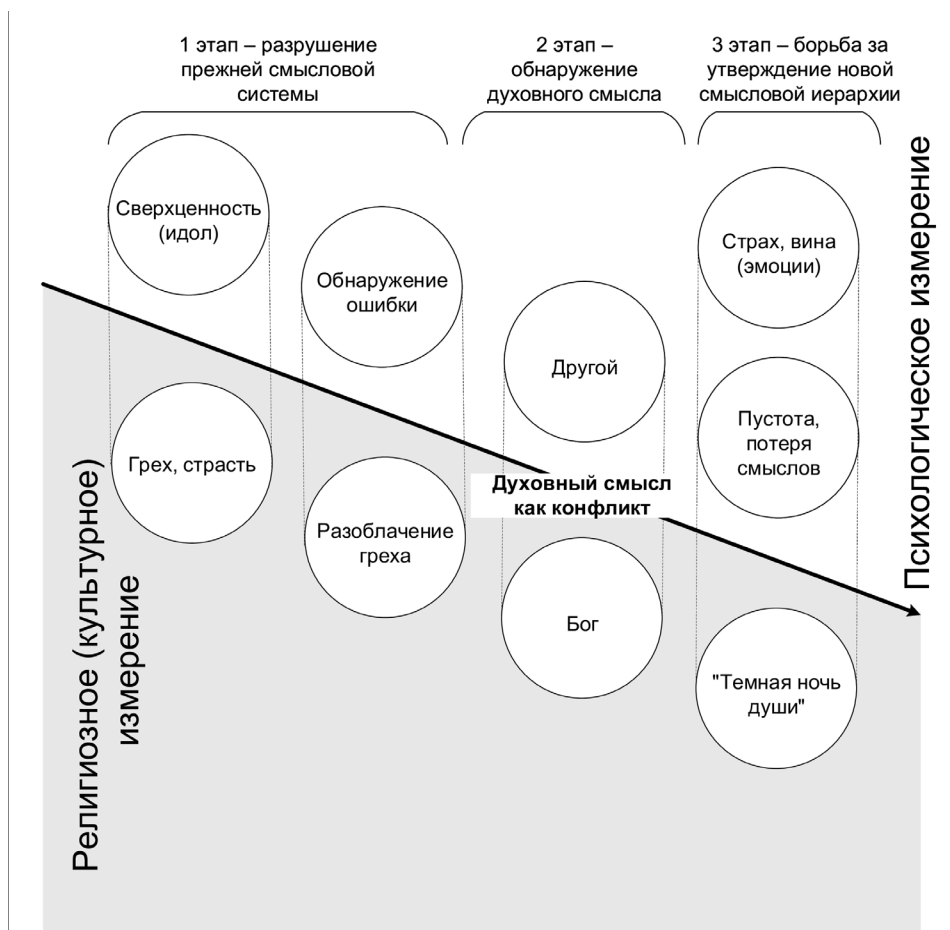 1 этап – разрушение
прежней смысловой
системы
2 этап –
обнаружение
духовного смысла
3 этап – борьба за
утверждение новой
смысловой иерархии
Сверхценность
(идол)
Обнаружение
ошибки
Другой
Страх, вина
(эмоции)
Пустота,
потеря
смыслов
Психологическое измерение
Духовный смысл
как конфликт
Грех, страсть
Разоблачение
греха
Бог
"Темная ночь
души"
Религиозное (культурное)
измерение